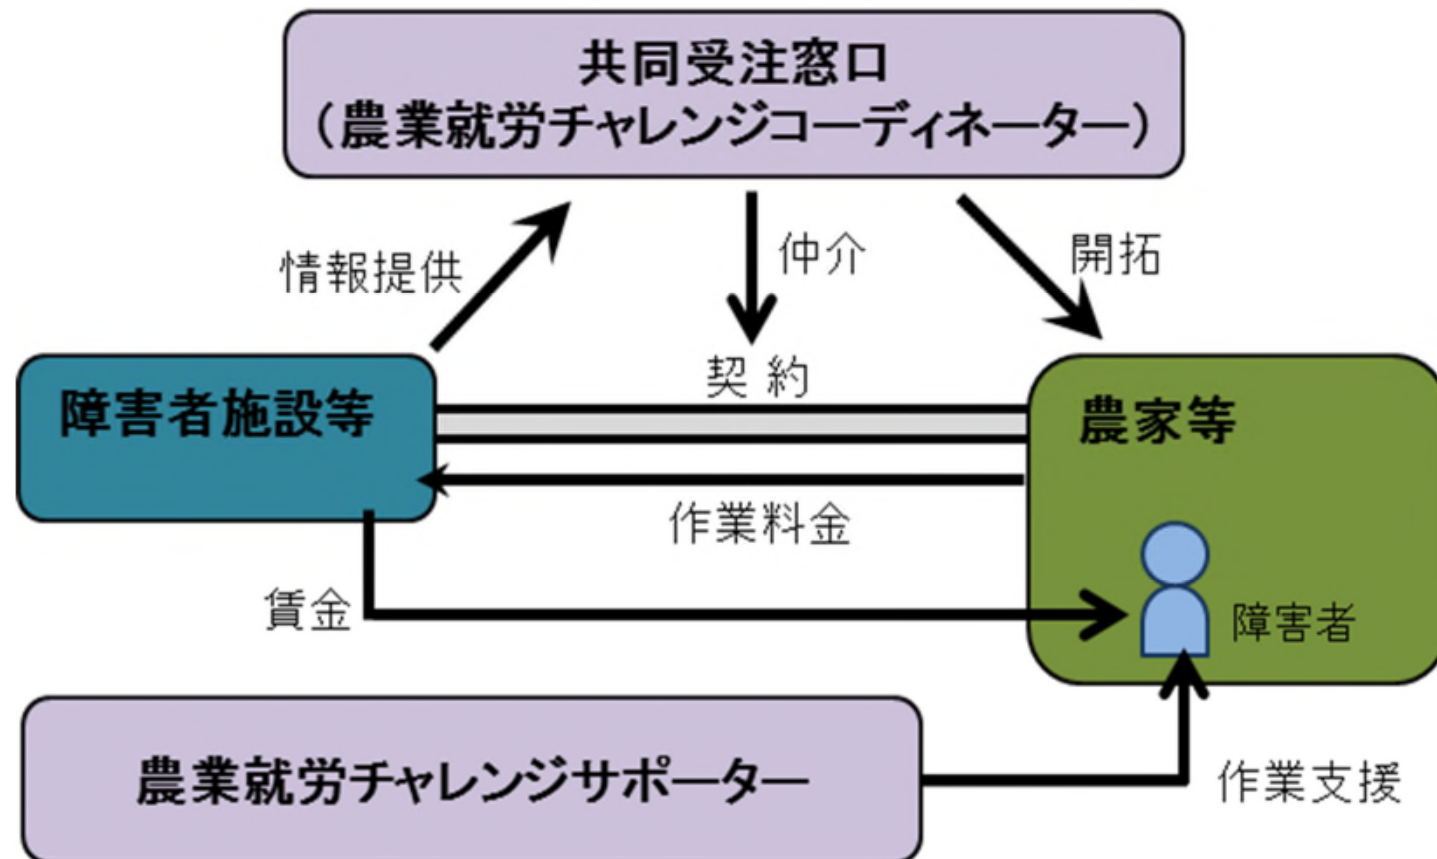 共同受注窓口
（農業就労チャレンジコーディネーター）
情報提供
仲介
開拓
契 約
障害者施設等
農家等
作業料金
賃金
障害者
農業就労チャレンジサポーター
作業支援